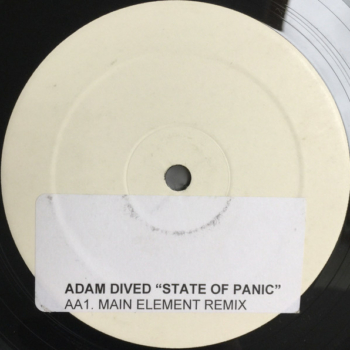 ADAM DIVED “STATE OF PANIC”
AA1. MAIN ELEMENT REMIX